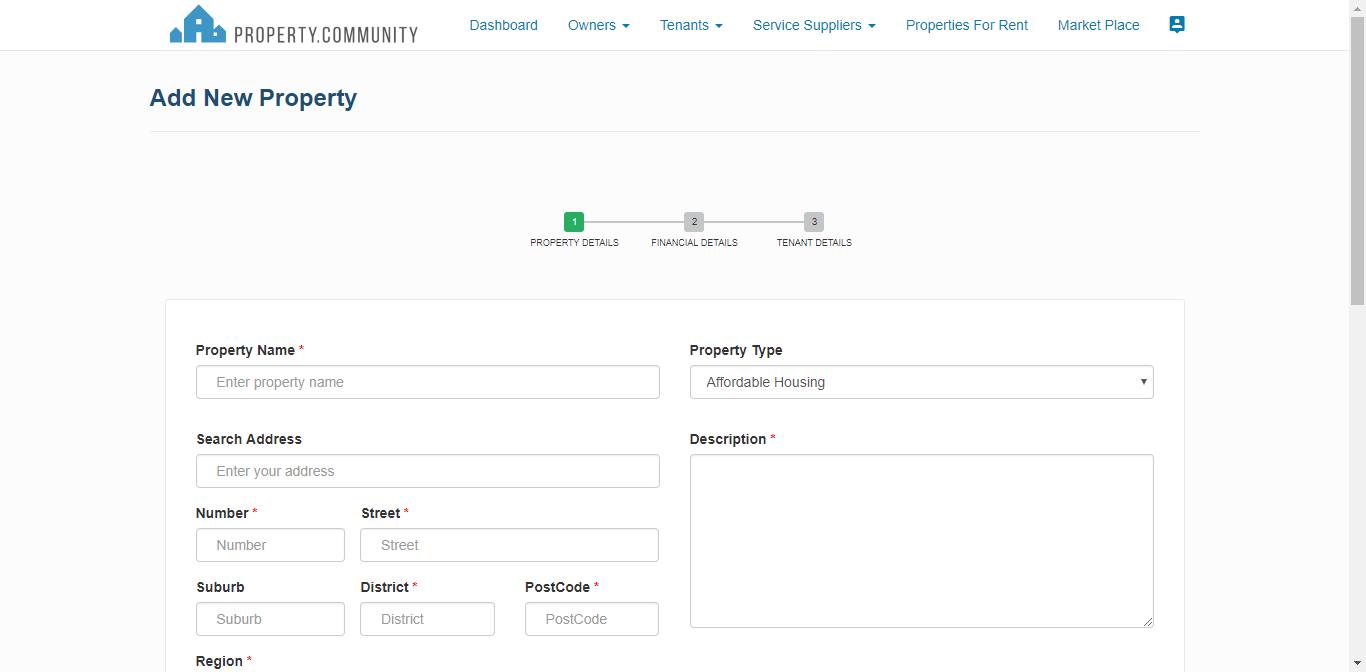 PROPERTY.COMMUNITY
Dashboard Owners Tenants Service Suppliers Properties For Rent Market Place
Add New Property
1 2 3
PROPERTY DETAILS FINANCIAL DETAILS TENANT DETAILS
Property Name * Property Type
Enter property name Affordable Housing
Search Address Description *
Enter your address
Number * Street *
Number Street
Suburb District * PostCode *
Suburb District PostCode
Region *